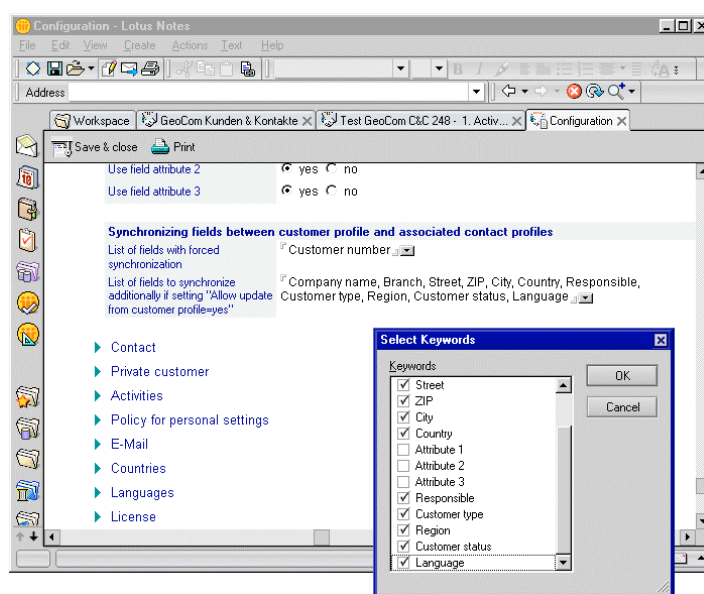 Configuration - Lotus Notes
File Edit View Create Actions Text Help
Address
Workspace GeoCom Kunden & Kontakte Test GeoCom C&C 248 - 1. Activ... Configuration
Save & close Print
Use field attribute 2 yes no
Use field attribute 3 yes no
Synchronizing fields between customer profile and associated contact profiles
List of fields with forced synchronization Customer number
List of fields to synchronize additionally if setting "Allow update from customer profile=yes"
Company name, Branch, Street, ZIP, City, Country, Responsible,
Customer type, Region, Customer status, Language
Contact
Private customer
Activities
Policy for personal settings
E-Mail
Countries
Languages
License
Select Keywords
Keywords
Street
ZIP
City
Country
Attribute 1
Attribute 2
Attribute 3
Responsible
Customer type
Region
Customer status
Language
OK
Cancel